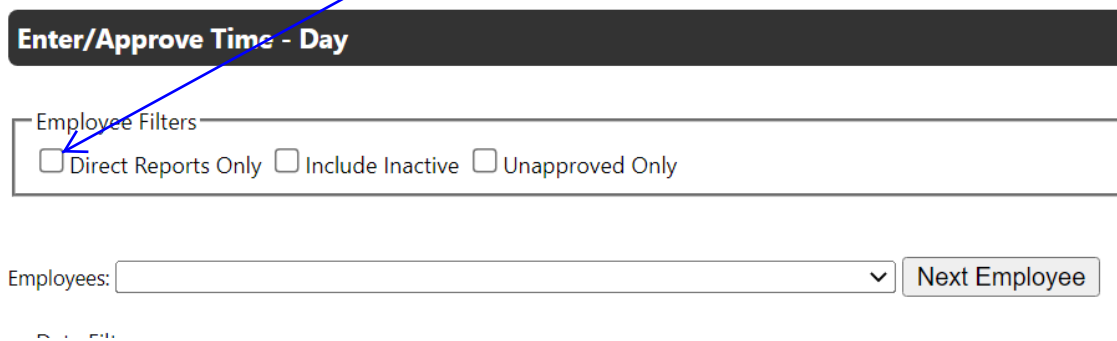 Enter/Approve Time - Day
Employee Filters
Direct Reports Only Include Inactive Unapproved Only
Employees: Next Employee